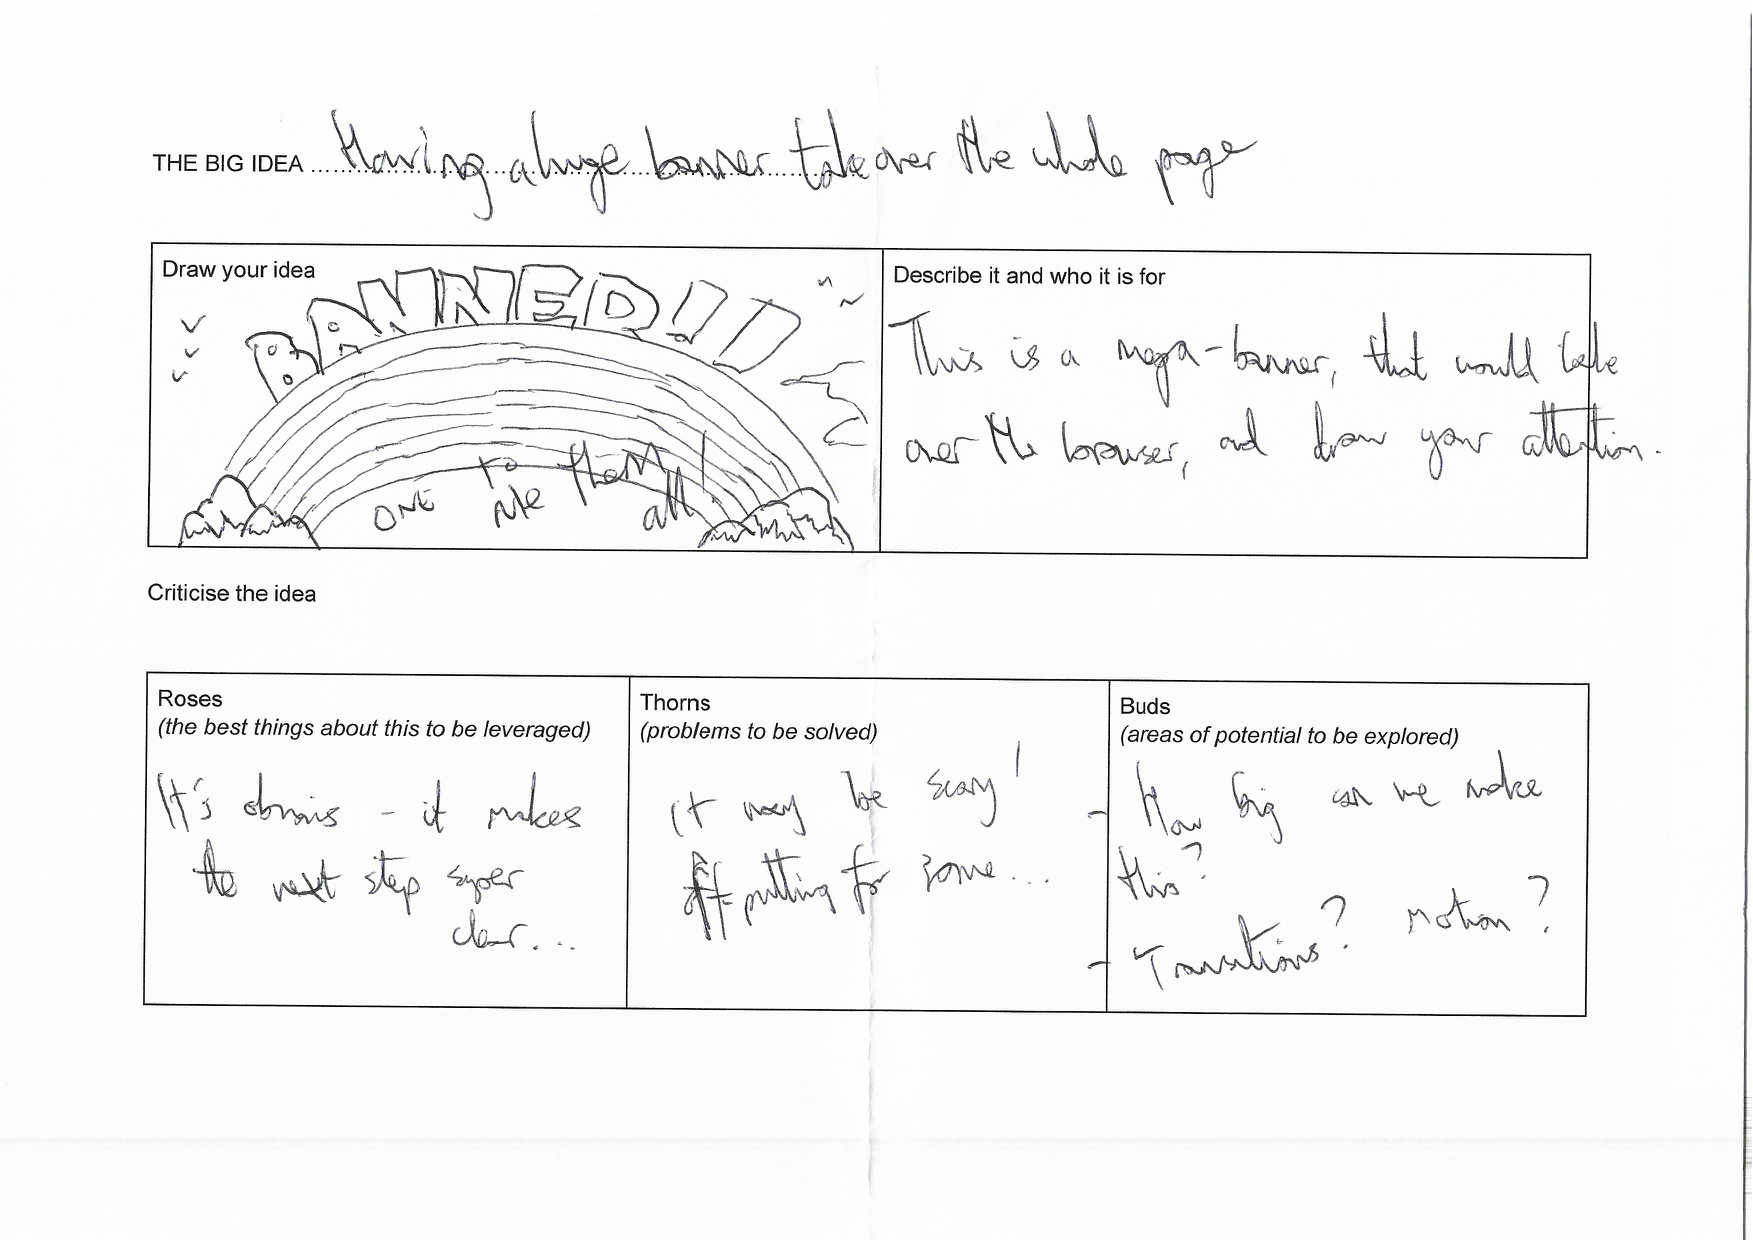 THE BIG IDEA ........ Having a huge banner take over the whole page
Draw your idea
BANNER!!
one to rule them all!
Describe it and who it is for
This is a mega-banner, that would take
over the browser, and draw your attention.
Criticise the idea
Roses
(the best things about this to be leveraged)
It's obvious - it makes
the next step super
clear...
Thorns
(problems to be solved)
It may be scary!
Off-putting for some...
Buds
(areas of potential to be explored)
- How big can we make
this?
- Transitions? Motion?